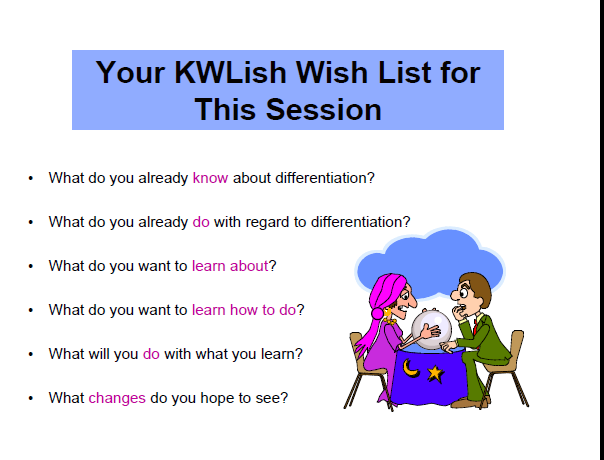 Your KWLish Wish List for
This Session
• What do you already know about differentiation?
• What do you already do with regard to differentiation?
• What do you want to learn about?
• What do you want to learn how to do?
• What will you do with what you learn?
• What changes do you hope to see?